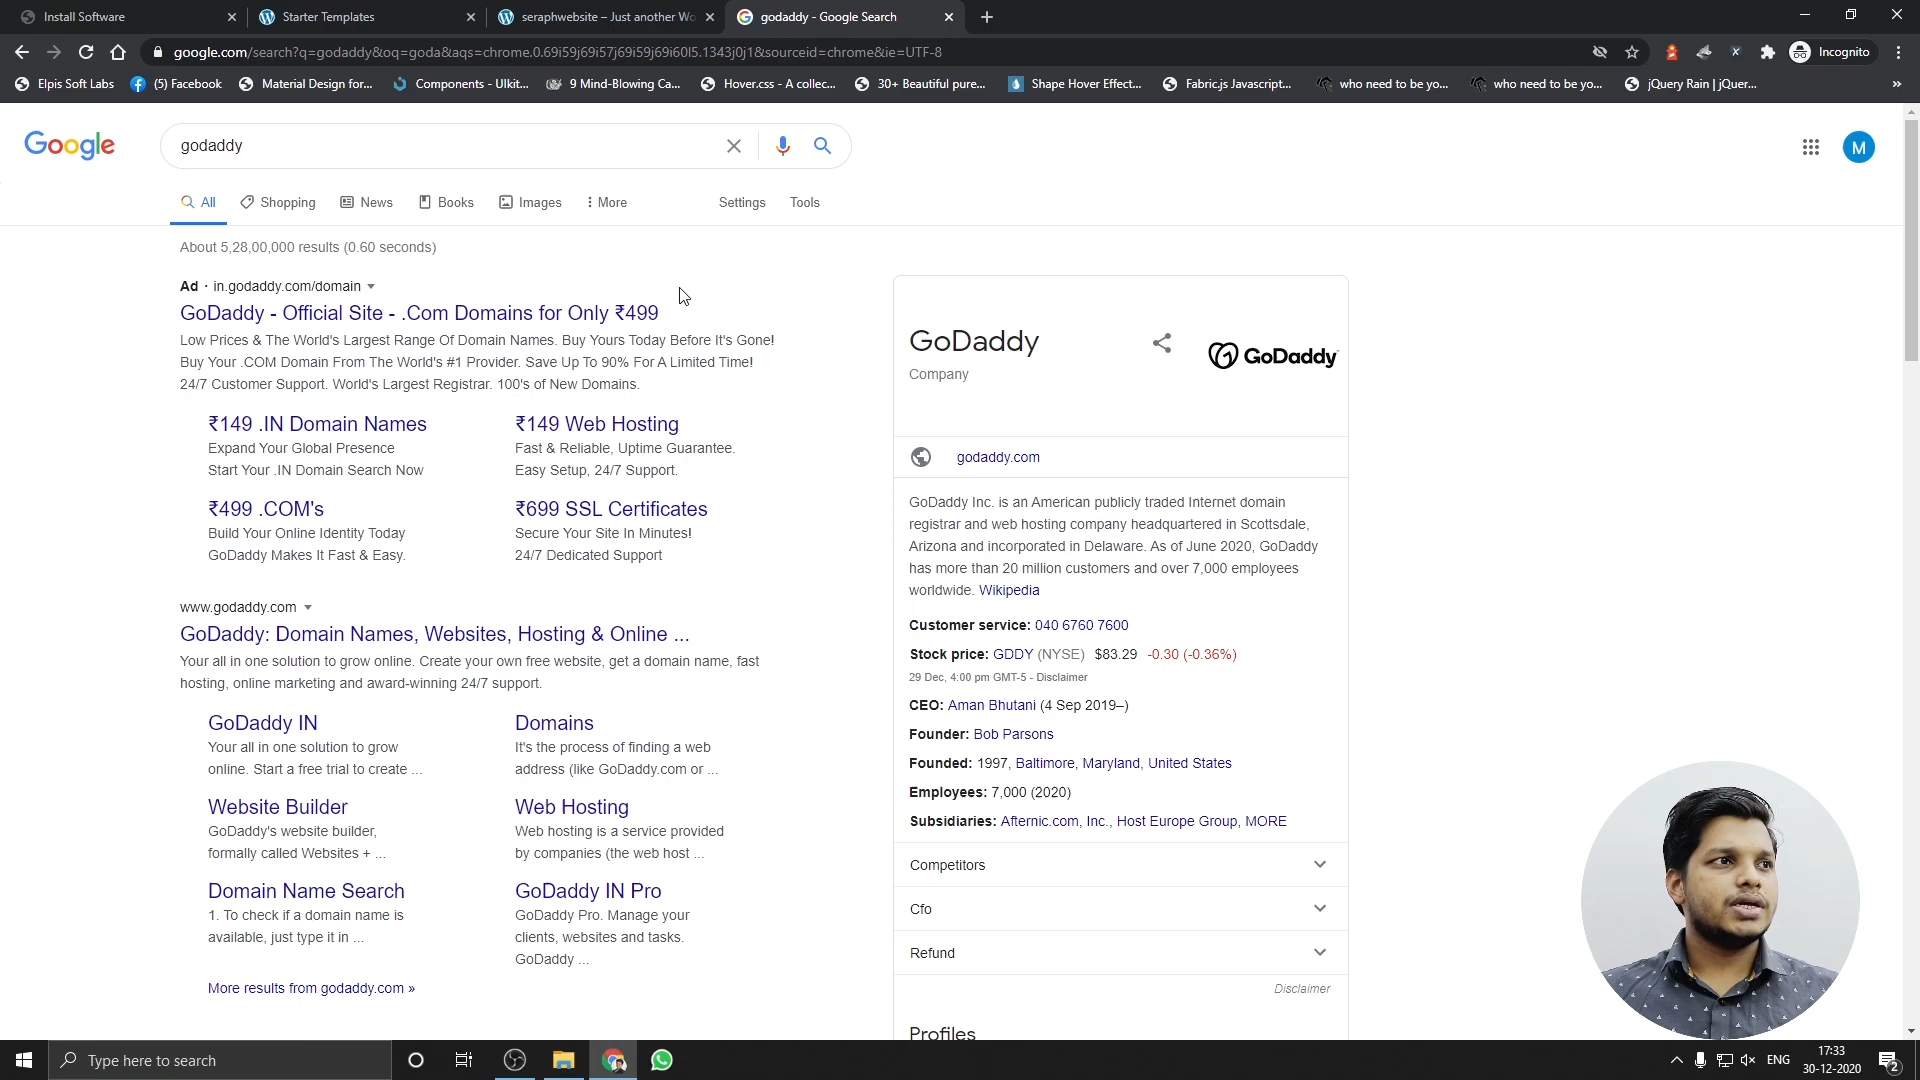 Install Software
Starter Templates
seraphwebsite – Just another Wo
godaddy - Google Search
google.com/search?q=godaddy&oq=goda&aqs=chrome.0.69i59j69i57j69i59j69i60l5.1343j0j1&sourceid=chrome&ie=UTF-8
Incognito
Elpis Soft Labs
(5) Facebook
Material Design for...
Components - UIkit...
9 Mind-Blowing Ca...
Hover.css - A collec...
30+ Beautiful pure...
Shape Hover Effect...
Fabric.js Javascript...
who need to be yo...
who need to be yo...
jQuery Rain | jQuer...
»
Google
godaddy
M
All
Shopping
News
Books
Images
More
Settings
Tools
About 5,28,00,000 results (0.60 seconds)
Ad · in.godaddy.com/domain
GoDaddy - Official Site - .Com Domains for Only ₹499
Low Prices & The World's Largest Range Of Domain Names. Buy Yours Today Before It's Gone!
Buy Your .COM Domain From The World's #1 Provider. Save Up To 90% For A Limited Time!
24/7 Customer Support. World's Largest Registrar. 100's of New Domains.
₹149 .IN Domain Names
Expand Your Global Presence
Start Your .IN Domain Search Now
₹149 Web Hosting
Fast & Reliable, Uptime Guarantee.
Easy Setup, 24/7 Support.
₹499 .COM's
Build Your Online Identity Today
GoDaddy Makes It Fast & Easy.
₹699 SSL Certificates
Secure Your Site In Minutes!
24/7 Dedicated Support
www.godaddy.com
GoDaddy: Domain Names, Websites, Hosting & Online ...
Your all in one solution to grow online. Create your own free website, get a domain name, fast
hosting, online marketing and award-winning 24/7 support.
GoDaddy IN
Your all in one solution to grow
online. Start a free trial to create ...
Domains
It's the process of finding a web
address (like GoDaddy.com or ...
Website Builder
GoDaddy's website builder,
formally called Websites + ...
Web Hosting
Web hosting is a service provided
by companies (the web host ...
Domain Name Search
1. To check if a domain name is
available, just type it in ...
GoDaddy IN Pro
GoDaddy Pro. Manage your
clients, websites and tasks.
GoDaddy ...
More results from godaddy.com »
GoDaddy
Company
GoDaddy
godaddy.com
GoDaddy Inc. is an American publicly traded Internet domain
registrar and web hosting company headquartered in Scottsdale,
Arizona and incorporated in Delaware. As of June 2020, GoDaddy
has more than 20 million customers and over 7,000 employees
worldwide. Wikipedia
Customer service: 040 6760 7600
Stock price: GDDY (NYSE) $83.29 -0.30 (-0.36%)
29 Dec, 4:00 pm GMT-5 - Disclaimer
CEO: Aman Bhutani (4 Sep 2019–)
Founder: Bob Parsons
Founded: 1997, Baltimore, Maryland, United States
Employees: 7,000 (2020)
Subsidiaries: Afternic.com, Inc., Host Europe Group, MORE
Competitors
Cfo
Refund
Disclaimer
Profiles
Type here to search
ENG
17:33
30-12-2020
2